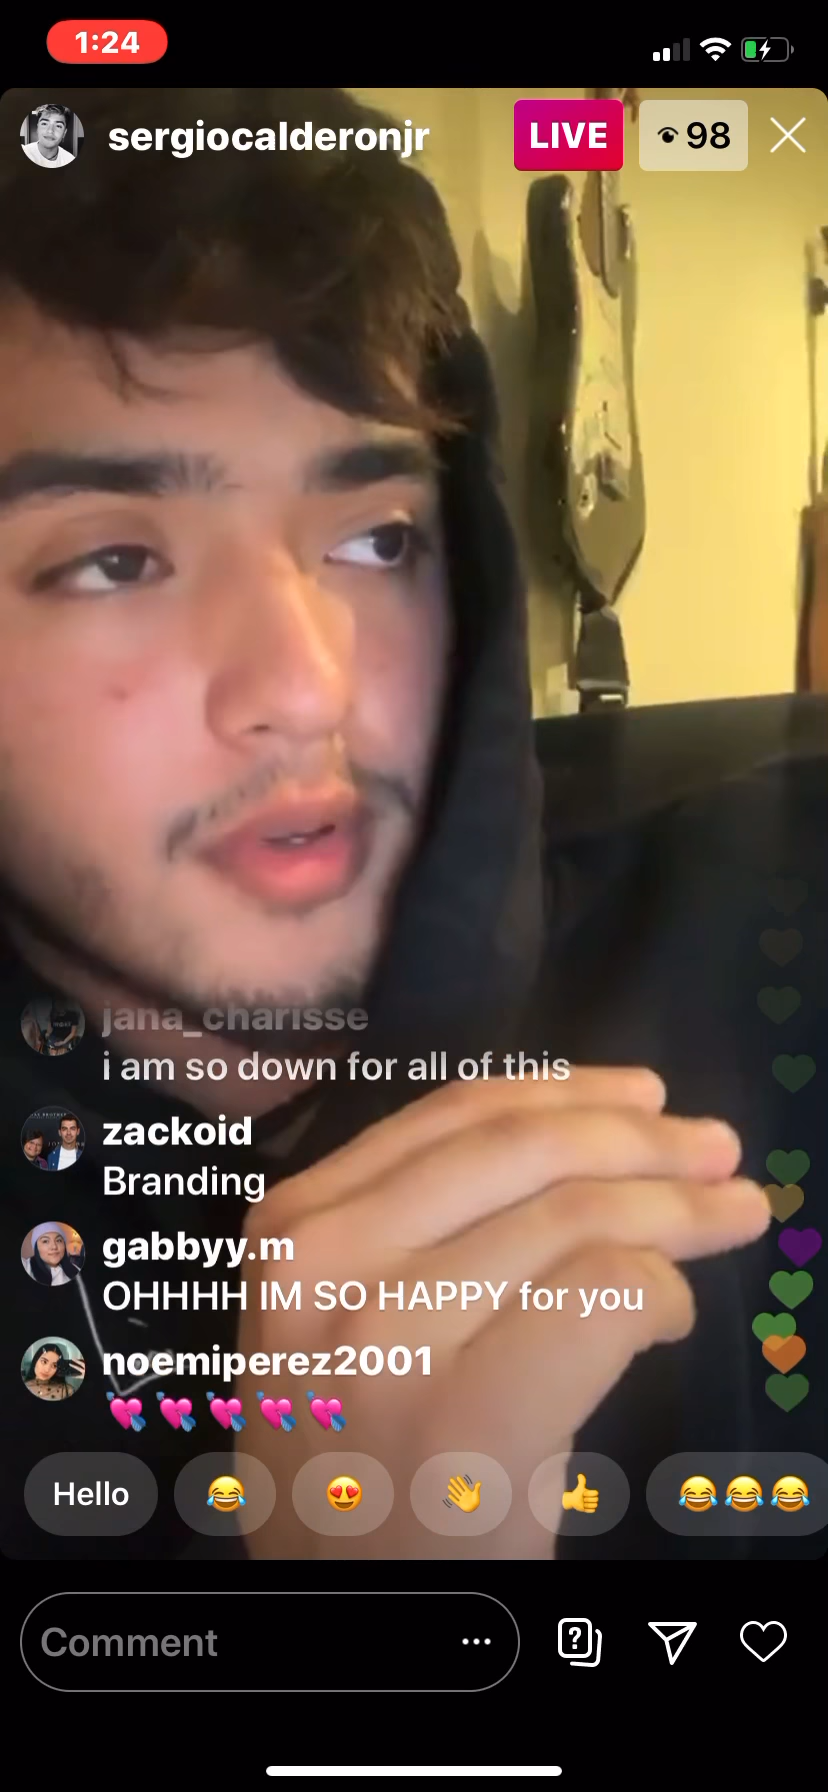 1:24
sergiocalderonjr LIVE 98
jana_charisse
i am so down for all of this
zackoid
Branding
gabbyy.m
OHHHH IM SO HAPPY for you
noemiperez2001
💘 💘 💘 💘 💘
Hello 😂 😍 👋 👍 😂😂😂
Comment